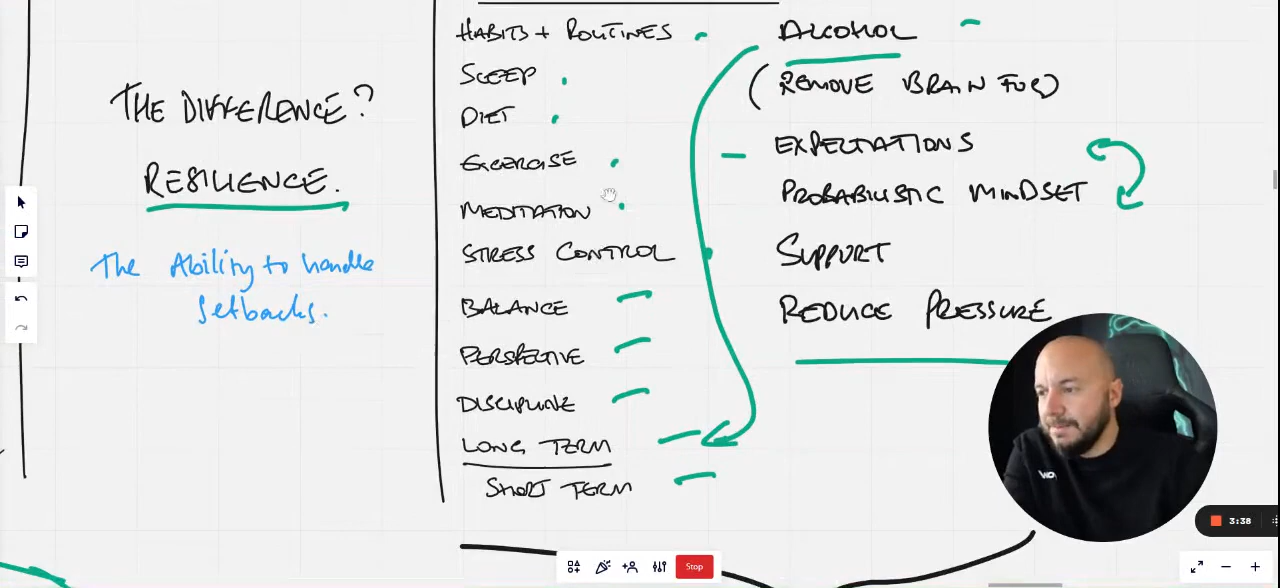 THE DIFFERENCE?
RESILIENCE.
The Ability to handle
setbacks.
HABITS + ROUTINES
SLEEP
DIET
EXERCISE
MEDITATION
STRESS CONTROL
BALANCE
PERSPECTIVE
DISCIPLINE
LONG TERM
SHORT TERM
ALCOHOL
(REMOVE BRAIN FOG)
EXPECTATIONS
PROBABILISTIC MINDSET
SUPPORT
REDUCE PRESSURE
Stop
3:38